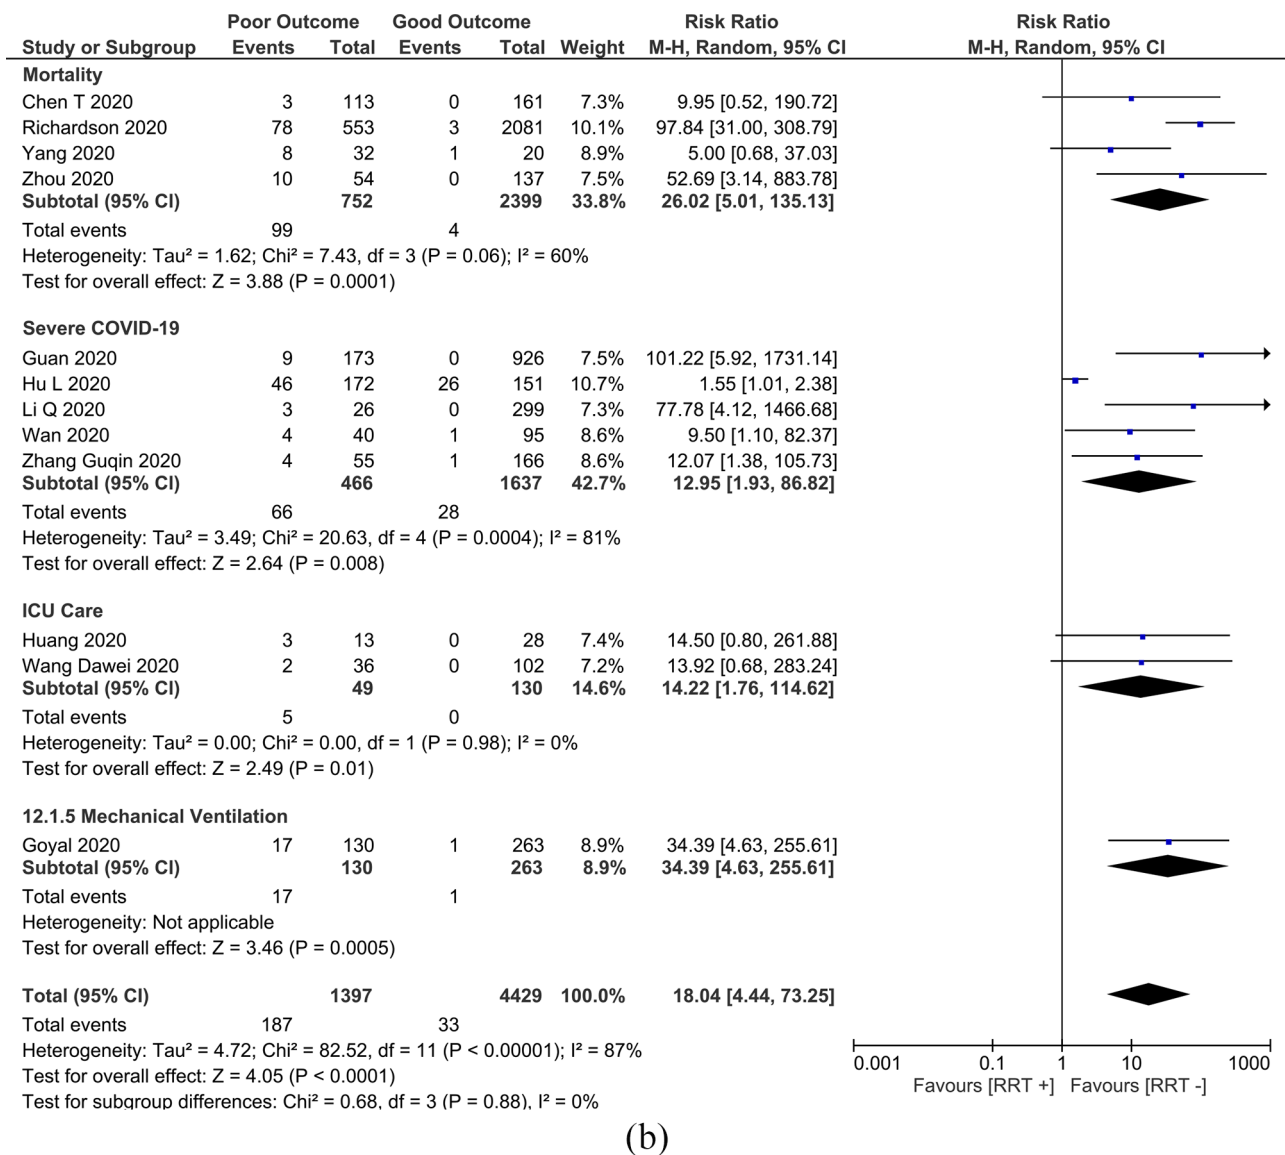 Poor Outcome Good Outcome Risk Ratio Risk Ratio
Study or Subgroup Events Total Events Total Weight M-H, Random, 95% CI M-H, Random, 95% CI
Mortality
Chen T 2020 3 113 0 161 7.3% 9.95 [0.52, 190.72]
Richardson 2020 78 553 3 2081 10.1% 97.84 [31.00, 308.79]
Yang 2020 8 32 1 20 8.9% 5.00 [0.68, 37.03]
Zhou 2020 10 54 0 137 7.5% 52.69 [3.14, 883.78]
Subtotal (95% CI) 752 2399 33.8% 26.02 [5.01, 135.13]
Total events 99 4
Heterogeneity: Tau² = 1.62; Chi² = 7.43, df = 3 (P = 0.06); I² = 60%
Test for overall effect: Z = 3.88 (P = 0.0001)
Severe COVID-19
Guan 2020 9 173 0 926 7.5% 101.22 [5.92, 1731.14]
Hu L 2020 46 172 26 151 10.7% 1.55 [1.01, 2.38]
Li Q 2020 3 26 0 299 7.3% 77.78 [4.12, 1466.68]
Wan 2020 4 40 1 95 8.6% 9.50 [1.10, 82.37]
Zhang Guqin 2020 4 55 1 166 8.6% 12.07 [1.38, 105.73]
Subtotal (95% CI) 466 1637 42.7% 12.95 [1.93, 86.82]
Total events 66 28
Heterogeneity: Tau² = 3.49; Chi² = 20.63, df = 4 (P = 0.0004); I² = 81%
Test for overall effect: Z = 2.64 (P = 0.008)
ICU Care
Huang 2020 3 13 0 28 7.4% 14.50 [0.80, 261.88]
Wang Dawei 2020 2 36 0 102 7.2% 13.92 [0.68, 283.24]
Subtotal (95% CI) 49 130 14.6% 14.22 [1.76, 114.62]
Total events 5 0
Heterogeneity: Tau² = 0.00; Chi² = 0.00, df = 1 (P = 0.98); I² = 0%
Test for overall effect: Z = 2.49 (P = 0.01)
12.1.5 Mechanical Ventilation
Goyal 2020 17 130 1 263 8.9% 34.39 [4.63, 255.61]
Subtotal (95% CI) 130 263 8.9% 34.39 [4.63, 255.61]
Total events 17 1
Heterogeneity: Not applicable
Test for overall effect: Z = 3.46 (P = 0.0005)
Total (95% CI) 1397 4429 100.0% 18.04 [4.44, 73.25]
Total events 187 33
Heterogeneity: Tau² = 4.72; Chi² = 82.52, df = 11 (P < 0.00001); I² = 87%
Test for overall effect: Z = 4.05 (P < 0.0001)
Test for subgroup differences: Chi² = 0.68, df = 3 (P = 0.88), I² = 0%
0.001 0.1 1 10 1000
Favours [RRT +] Favours [RRT -]
(b)